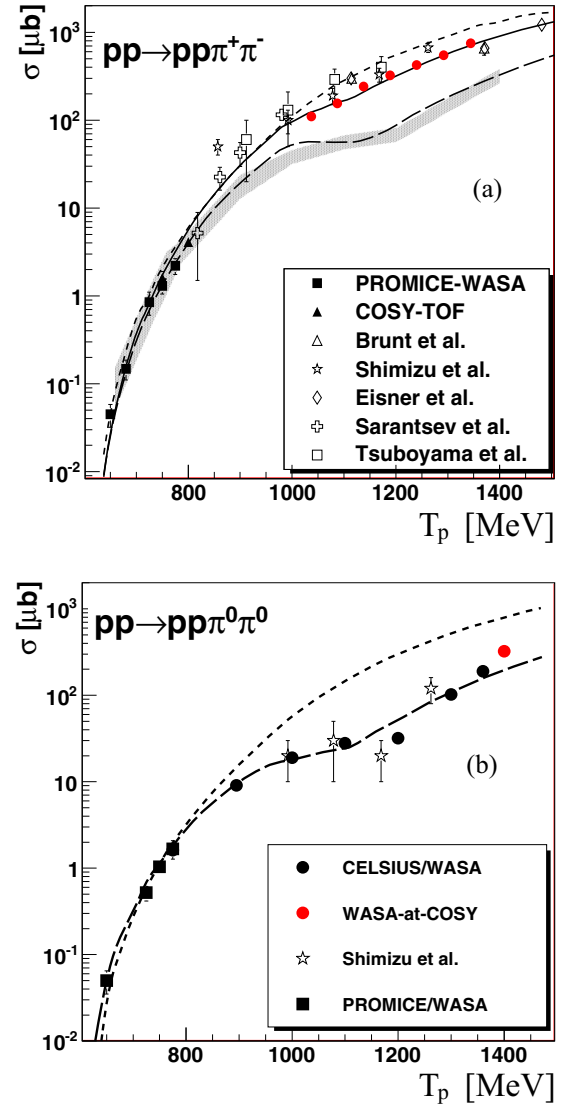 σ [μb]
pp→ppπ⁺π⁻
10³
10²
10
1
10⁻¹
10⁻²
(a)
PROMICE-WASA
COSY-TOF
Brunt et al.
Shimizu et al.
Eisner et al.
Sarantsev et al.
Tsuboyama et al.
800 1000 1200 1400
Tₚ [MeV]
σ [μb]
pp→ppπ⁰π⁰
10³
10²
10
1
10⁻¹
10⁻²
(b)
CELSIUS/WASA
WASA-at-COSY
Shimizu et al.
PROMICE/WASA
800 1000 1200 1400
Tₚ [MeV]